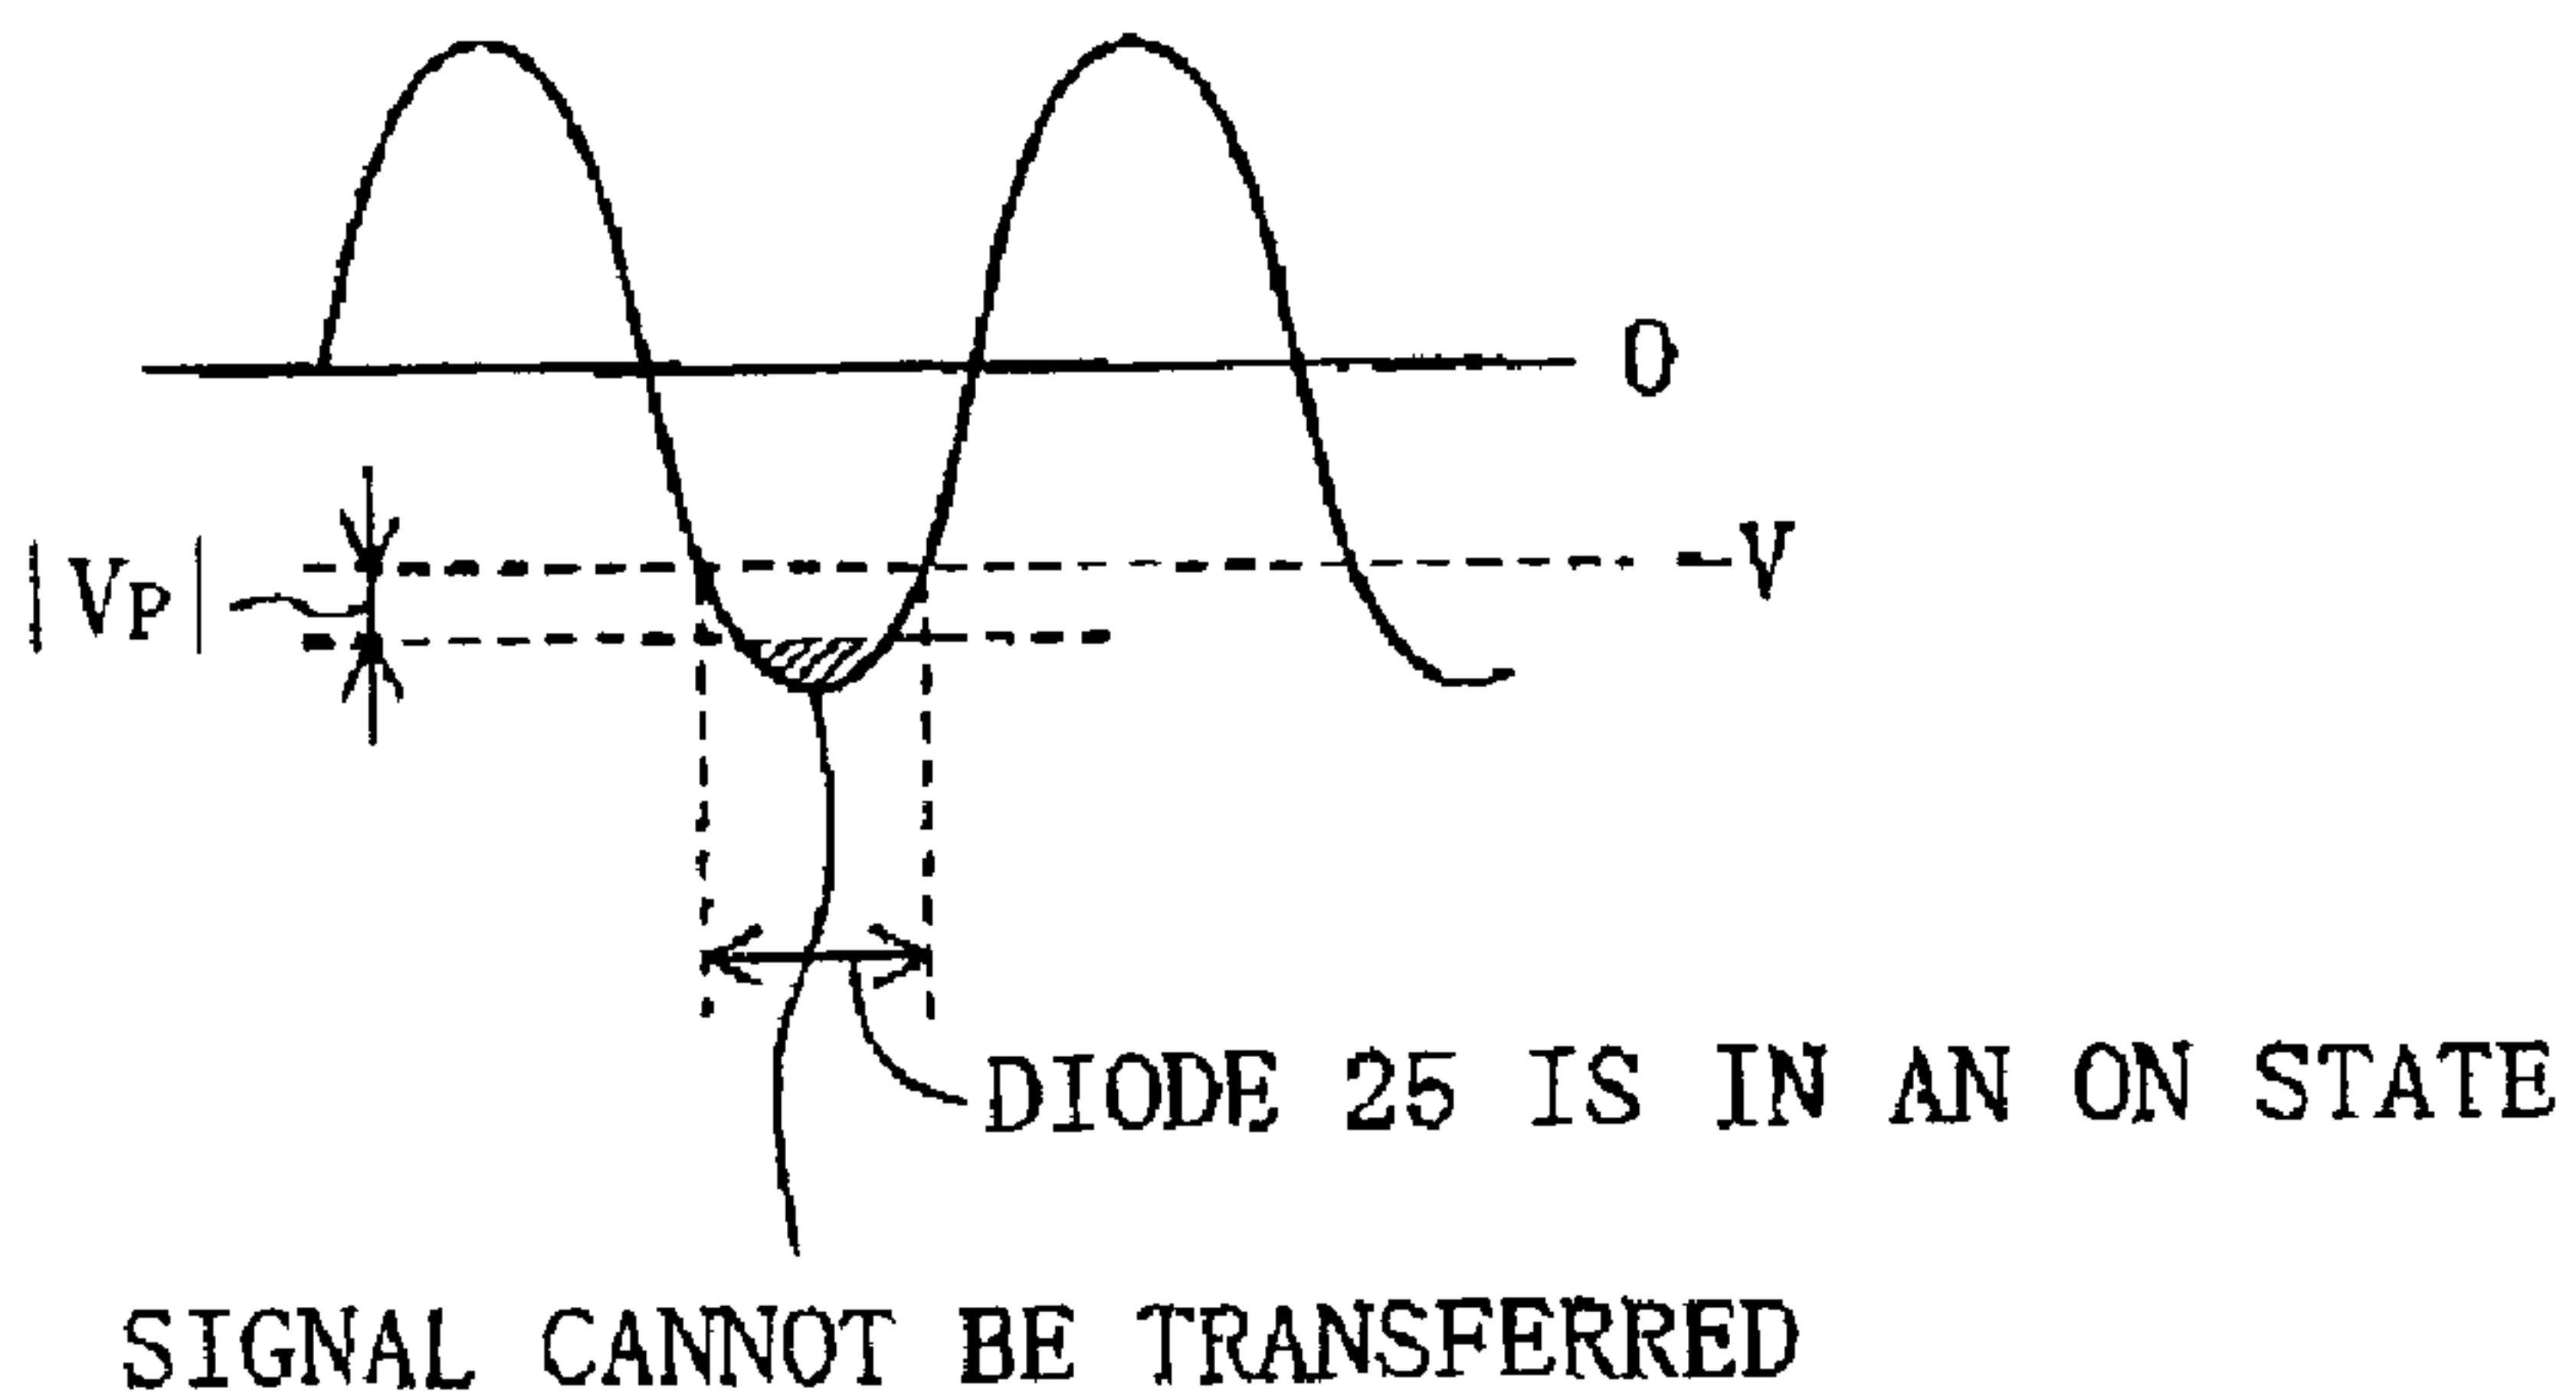 0
-V
|VP|
DIODE 25 IS IN AN ON STATE
SIGNAL CANNOT BE TRANSFERRED